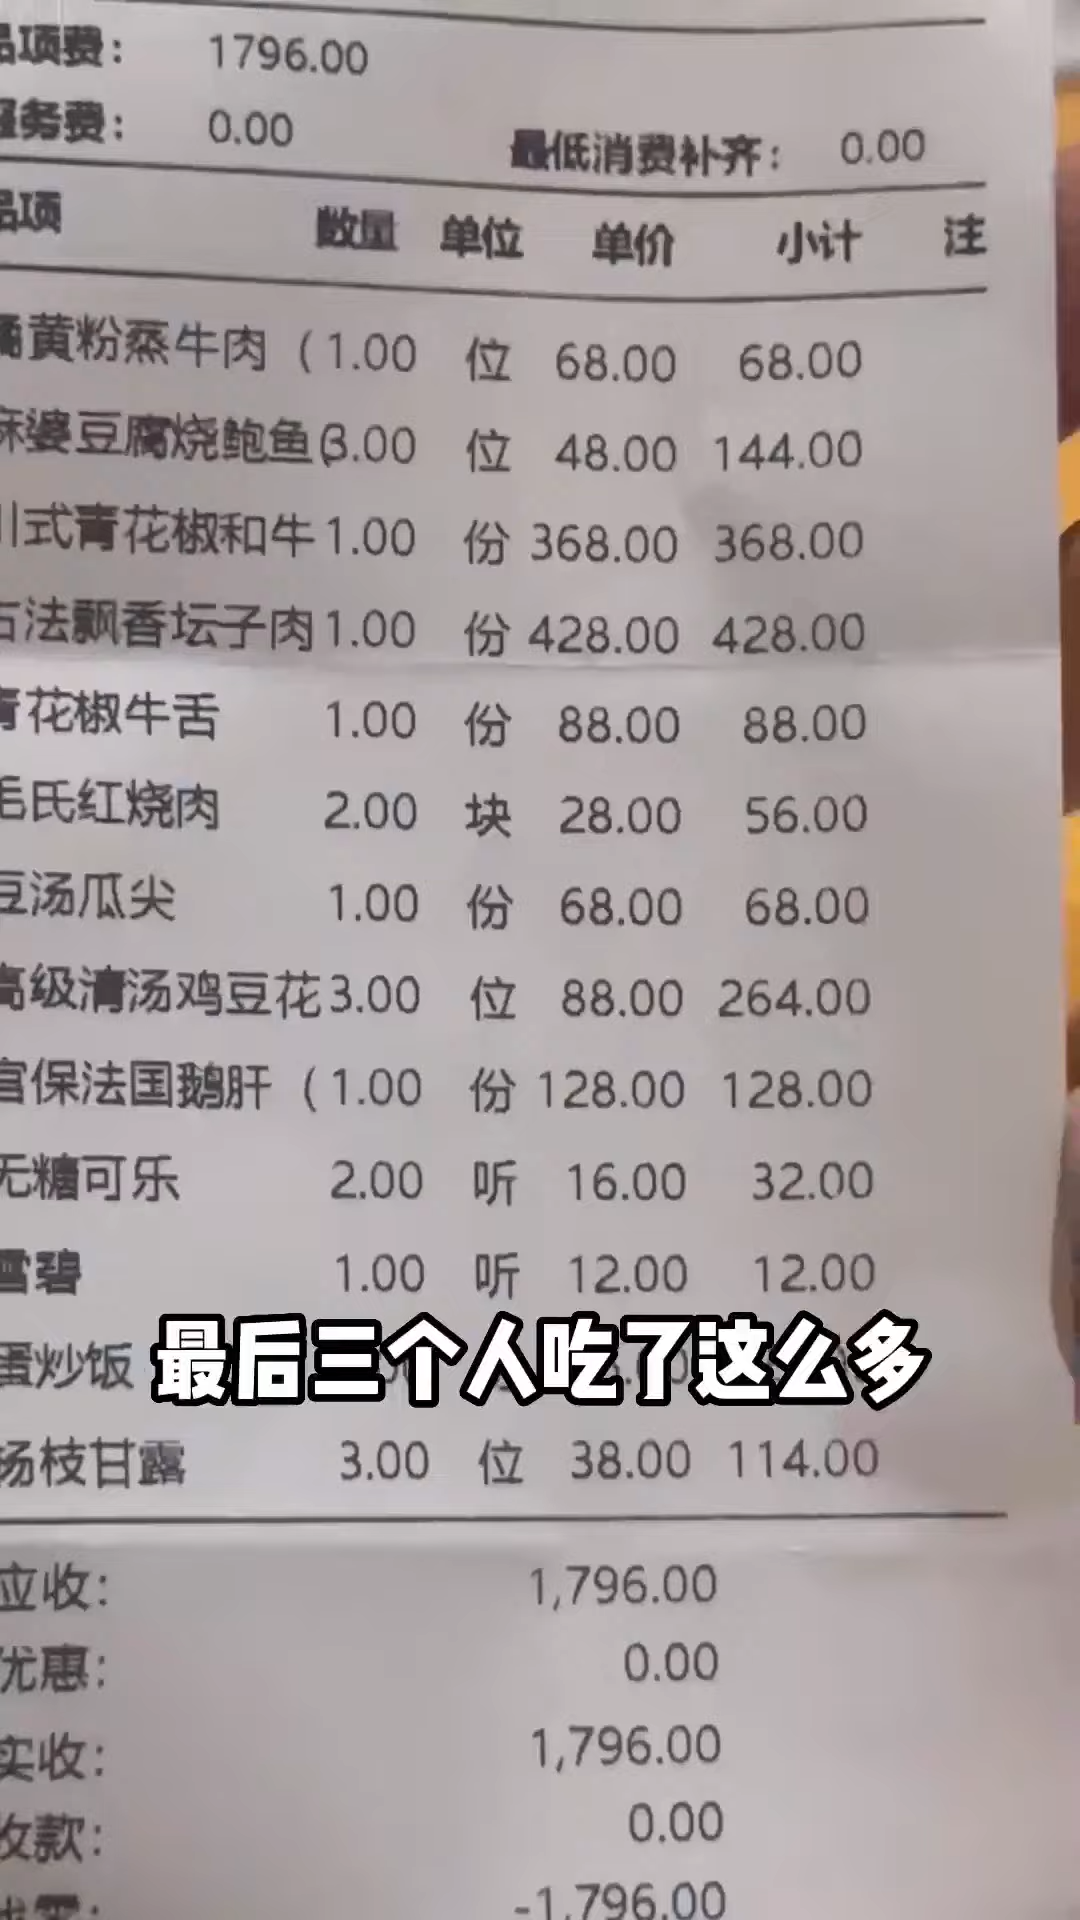 品项费： 1796.00
服务费： 0.00 最低消费补齐： 0.00
品项 数量 单位 单价 小计 注
黄粉蒸牛肉（1.00 位 68.00 68.00
麻婆豆腐烧鲍鱼(3.00 位 48.00 144.00
川式青花椒和牛 1.00 份 368.00 368.00
古法飘香坛子肉 1.00 份 428.00 428.00
青花椒牛舌 1.00 份 88.00 88.00
毛氏红烧肉 2.00 块 28.00 56.00
豆汤瓜尖 1.00 份 68.00 68.00
高级清汤鸡豆花 3.00 位 88.00 264.00
宫保法国鹅肝（1.00 份 128.00 128.00
无糖可乐 2.00 听 16.00 32.00
雪碧 1.00 听 12.00 12.00
蛋炒饭
最后三个人吃了这么多
杨枝甘露 3.00 位 38.00 114.00
应收： 1,796.00
优惠： 0.00
实收： 1,796.00
收款： 0.00
-1,796.00